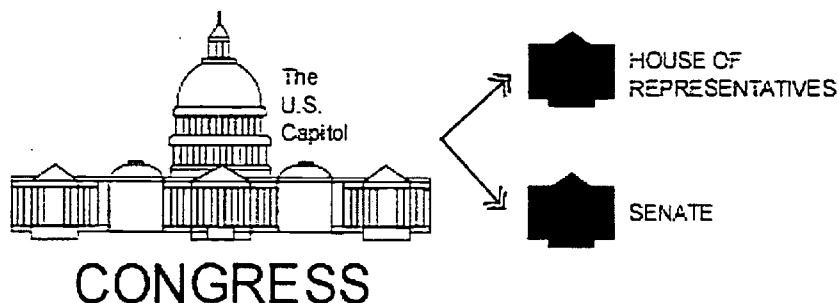 The
U.S.
Capitol
CONGRESS
HOUSE OF
REPRESENTATIVES
SENATE